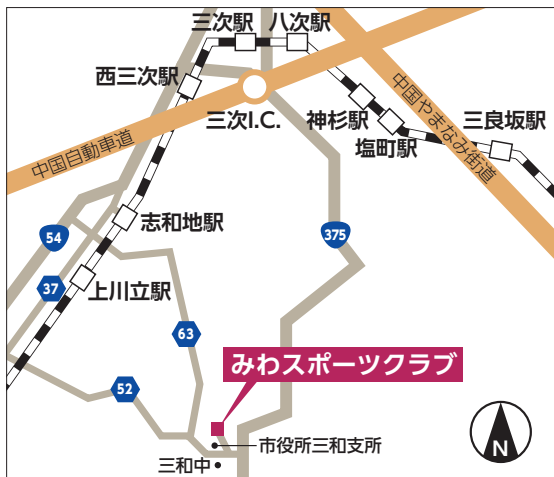 三次駅
八次駅
西三次駅
三次I.C.
神杉駅
塩町駅
三良坂駅
中国自動車道
中国やまなみ街道
志和地駅
54
375
37
上川立駅
63
52
みわスポーツクラブ
市役所三和支所
三和中
N